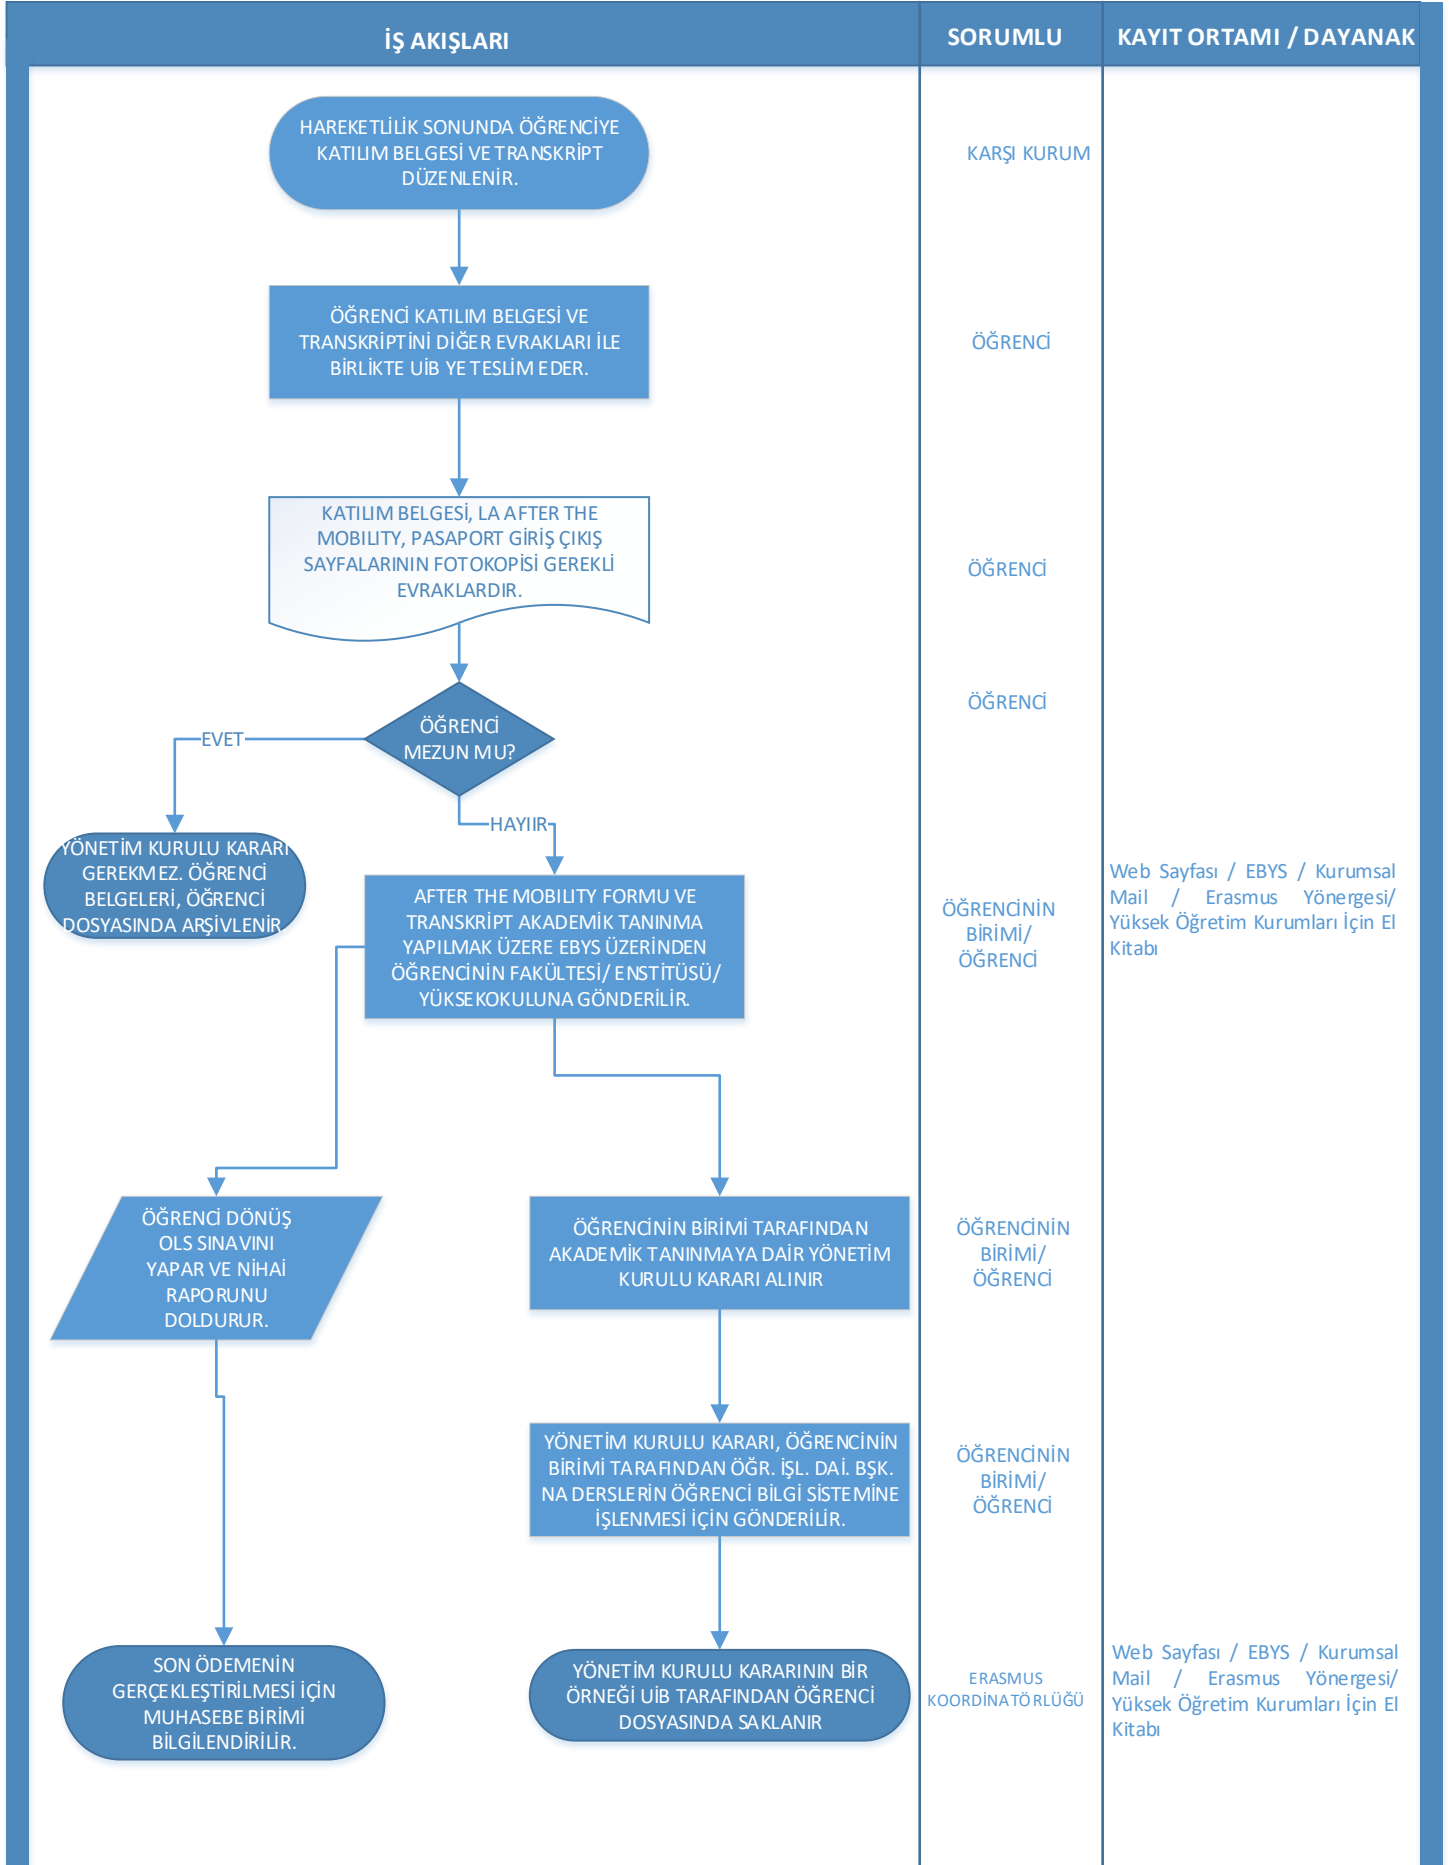 İŞ AKIŞLARI
SORUMLU
KAYIT ORTAMI / DAYANAK
HAREKETLİLİK SONUNDA ÖĞRENCİYE
KATILIM BELGESİ VE TRANSKRİPT
DÜZENLENİR.
KARŞI KURUM
ÖĞRENCİ KATILIM BELGESİ VE
TRANSKRİPTİNİ DİĞER EVRAKLARI İLE
BİRLİKTE UİB YE TESLİM EDER.
ÖĞRENCİ
KATILIM BELGESİ, LA AFTER THE
MOBILITY, PASAPORT GİRİŞ ÇIKIŞ
SAYFALARININ FOTOKOPİSİ GEREKLİ
EVRAKLARDIR.
ÖĞRENCİ
ÖĞRENCİ
ÖĞRENCİ
MEZUN MU?
EVET
HAYIIR
YÖNETİM KURULU KARARI
GEREKMEZ. ÖĞRENCİ
BELGELERİ, ÖĞRENCİ
DOSYASINDA ARŞİVLENİR
AFTER THE MOBILITY FORMU VE
TRANSKRİPT AKADEMİK TANINMA
YAPILMAK ÜZERE EBYS ÜZERİNDEN
ÖĞRENCİNİN FAKÜLTESİ/ ENSTİTÜSÜ/
YÜKSEKOKULUNA GÖNDERİLİR.
ÖĞRENCİNİN
BİRİMİ/
ÖĞRENCİ
Web Sayfası / EBYS / Kurumsal
Mail / Erasmus Yönergesi/
Yüksek Öğretim Kurumları İçin El
Kitabı
ÖĞRENCİ DÖNÜŞ
OLS SINAVINI
YAPAR VE NİHAİ
RAPORUNU
DOLDURUR.
ÖĞRENCİNİN BİRİMİ TARAFINDAN
AKADEMİK TANINMAYA DAİR YÖNETİM
KURULU KARARI ALINIR
ÖĞRENCİNİN
BİRİMİ/
ÖĞRENCİ
YÖNETİM KURULU KARARI, ÖĞRENCİNİN
BİRİMİ TARAFINDAN ÖĞR. İŞL. DAİ. BŞK.
NA DERSLERİN ÖĞRENCİ BİLGİ SİSTEMİNE
İŞLENMESİ İÇİN GÖNDERİLİR.
ÖĞRENCİNİN
BİRİMİ/
ÖĞRENCİ
SON ÖDEMENİN
GERÇEKLEŞTİRİLMESİ İÇİN
MUHASEBE BİRİMİ
BİLGİLENDİRİLİR.
YÖNETİM KURULU KARARININ BİR
ÖRNEĞİ UİB TARAFINDAN ÖĞRENCİ
DOSYASINDA SAKLANIR
ERASMUS
KOORDİNATÖRLÜĞÜ
Web Sayfası / EBYS / Kurumsal
Mail / Erasmus Yönergesi/
Yüksek Öğretim Kurumları İçin El
Kitabı